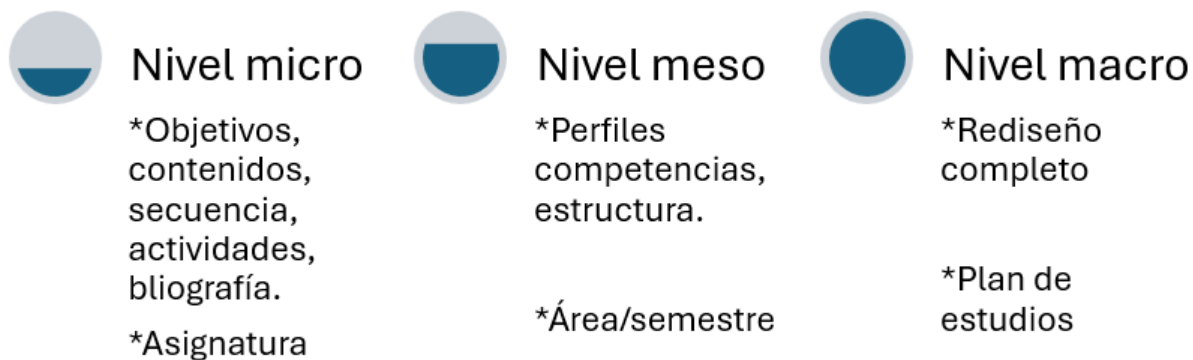 Nivel micro
*Objetivos,
contenidos,
secuencia,
actividades,
bliografía.
*Asignatura
Nivel meso
*Perfiles
competencias,
estructura.
*Área/semestre
Nivel macro
*Rediseño
completo
*Plan de
estudios